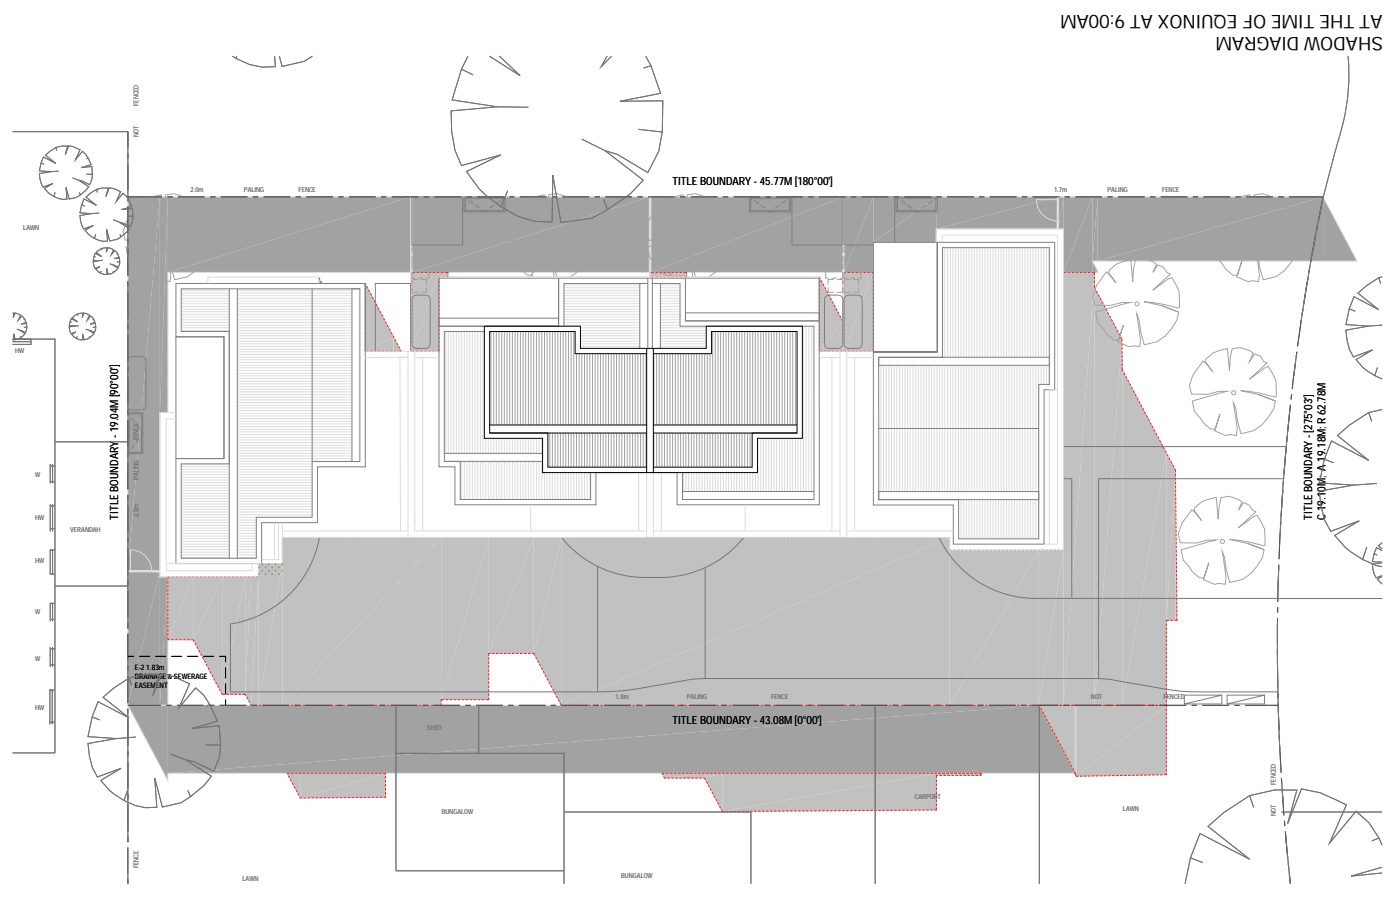 SHADOW DIAGRAM
AT THE TIME OF EQUINOX AT 9:00AM
FENCED
NOT
TITLE BOUNDARY - 45.77M [180°00']
2.0m PALING FENCE
1.7m PALING FENCE
LAWN
HW
TITLE BOUNDARY - 19.04M [90°00']
FENCE
PALING
2.0m
W
HW
VERANDAH
HW
W
W
HW
TITLE BOUNDARY - [275°03']
C 19.10M; A 19.18M; R 62.78M
E-2 1.83m
DRAINAGE & SEWERAGE
EASEMENT
1.8m PALING FENCE
NOT FENCED
TITLE BOUNDARY - 43.08M [0°00']
SHED
BUNGALOW
CARPORT
LAWN
FENCED
NOT
FENCE
LAWN
BUNGALOW